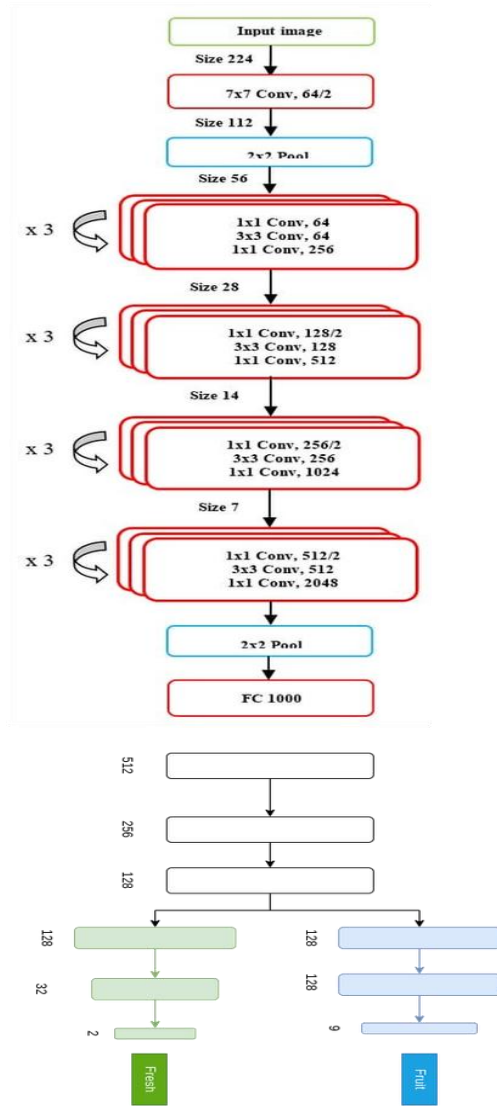 Input image
Size 224
7x7 Conv, 64/2
Size 112
2x2 Pool
Size 56
x 3
1x1 Conv, 64
3x3 Conv, 64
1x1 Conv, 256
Size 28
x 3
1x1 Conv, 128/2
3x3 Conv, 128
1x1 Conv, 512
Size 14
x 3
1x1 Conv, 256/2
3x3 Conv, 256
1x1 Conv, 1024
Size 7
x 3
1x1 Conv, 512/2
3x3 Conv, 512
1x1 Conv, 2048
2x2 Pool
FC 1000
512
256
128
128
128
32
128
2
9
Fresh
Fruit